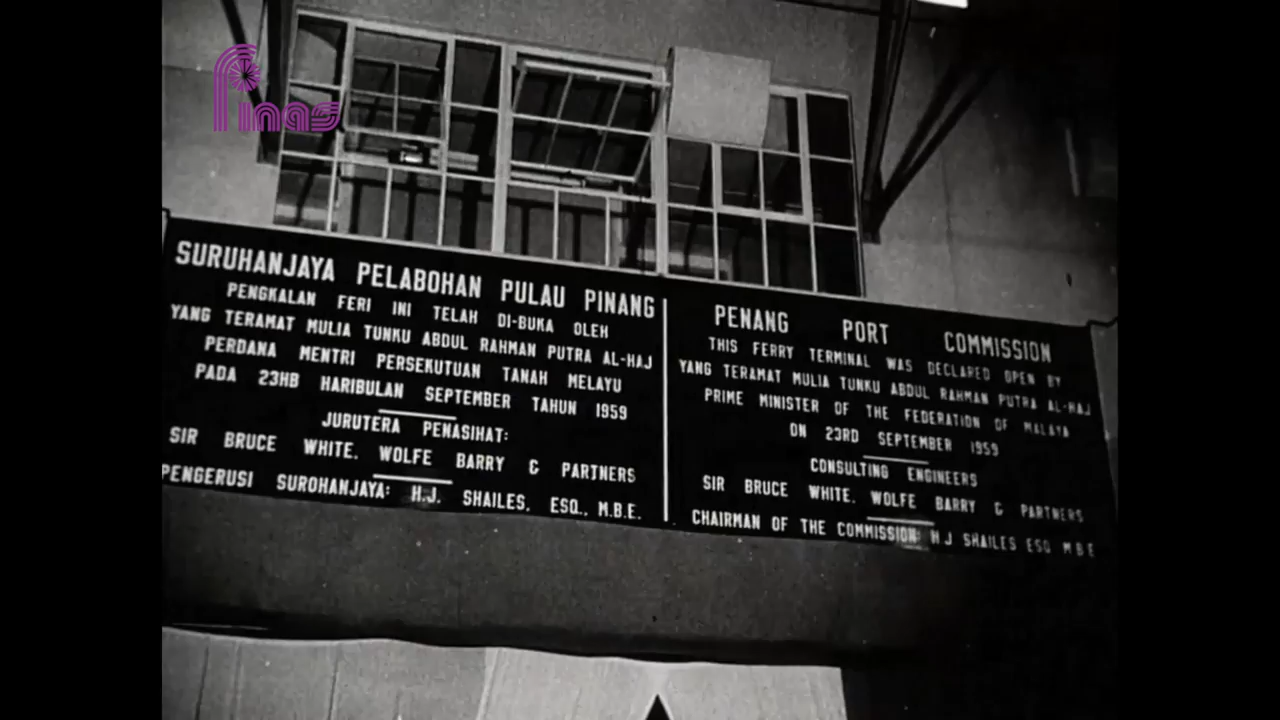 Finas
SURUHANJAYA PELABOHAN PULAU PINANG
PENGKALAN FERI INI TELAH DI-BUKA OLEH
YANG TERAMAT MULIA TUNKU ABDUL RAHMAN PUTRA AL-HAJ
PERDANA MENTRI PERSEKUTUAN TANAH MELAYU
PADA 23HB HARIBULAN SEPTEMBER TAHUN 1959
JURUTERA PENASIHAT:
SIR BRUCE WHITE, WOLFE BARRY & PARTNERS
PENGERUSI SUROHANJAYA: H.J. SHAILES, ESQ., M.B.E.
PENANG PORT COMMISSION
THIS FERRY TERMINAL WAS DECLARED OPEN BY
YANG TERAMAT MULIA TUNKU ABDUL RAHMAN PUTRA AL-HAJ
PRIME MINISTER OF THE FEDERATION OF MALAYA
ON 23RD SEPTEMBER 1959
CONSULTING ENGINEERS
SIR BRUCE WHITE, WOLFE BARRY & PARTNERS
CHAIRMAN OF THE COMMISSION: H.J SHAILES ESQ M B E